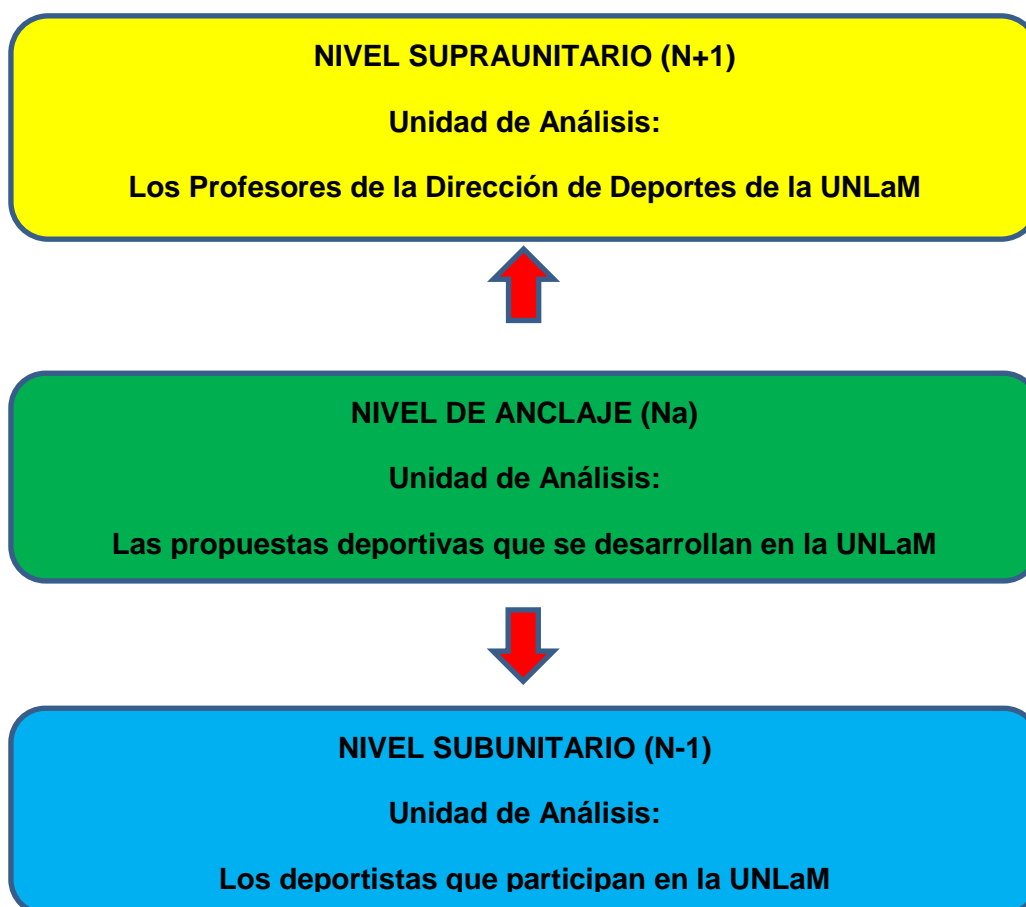 NIVEL SUPRAUNITARIO (N+1)
Unidad de Análisis:
Los Profesores de la Dirección de Deportes de la UNLaM
NIVEL DE ANCLAJE (Na)
Unidad de Análisis:
Las propuestas deportivas que se desarrollan en la UNLaM
NIVEL SUBUNITARIO (N-1)
Unidad de Análisis:
Los deportistas que participan en la UNLaM